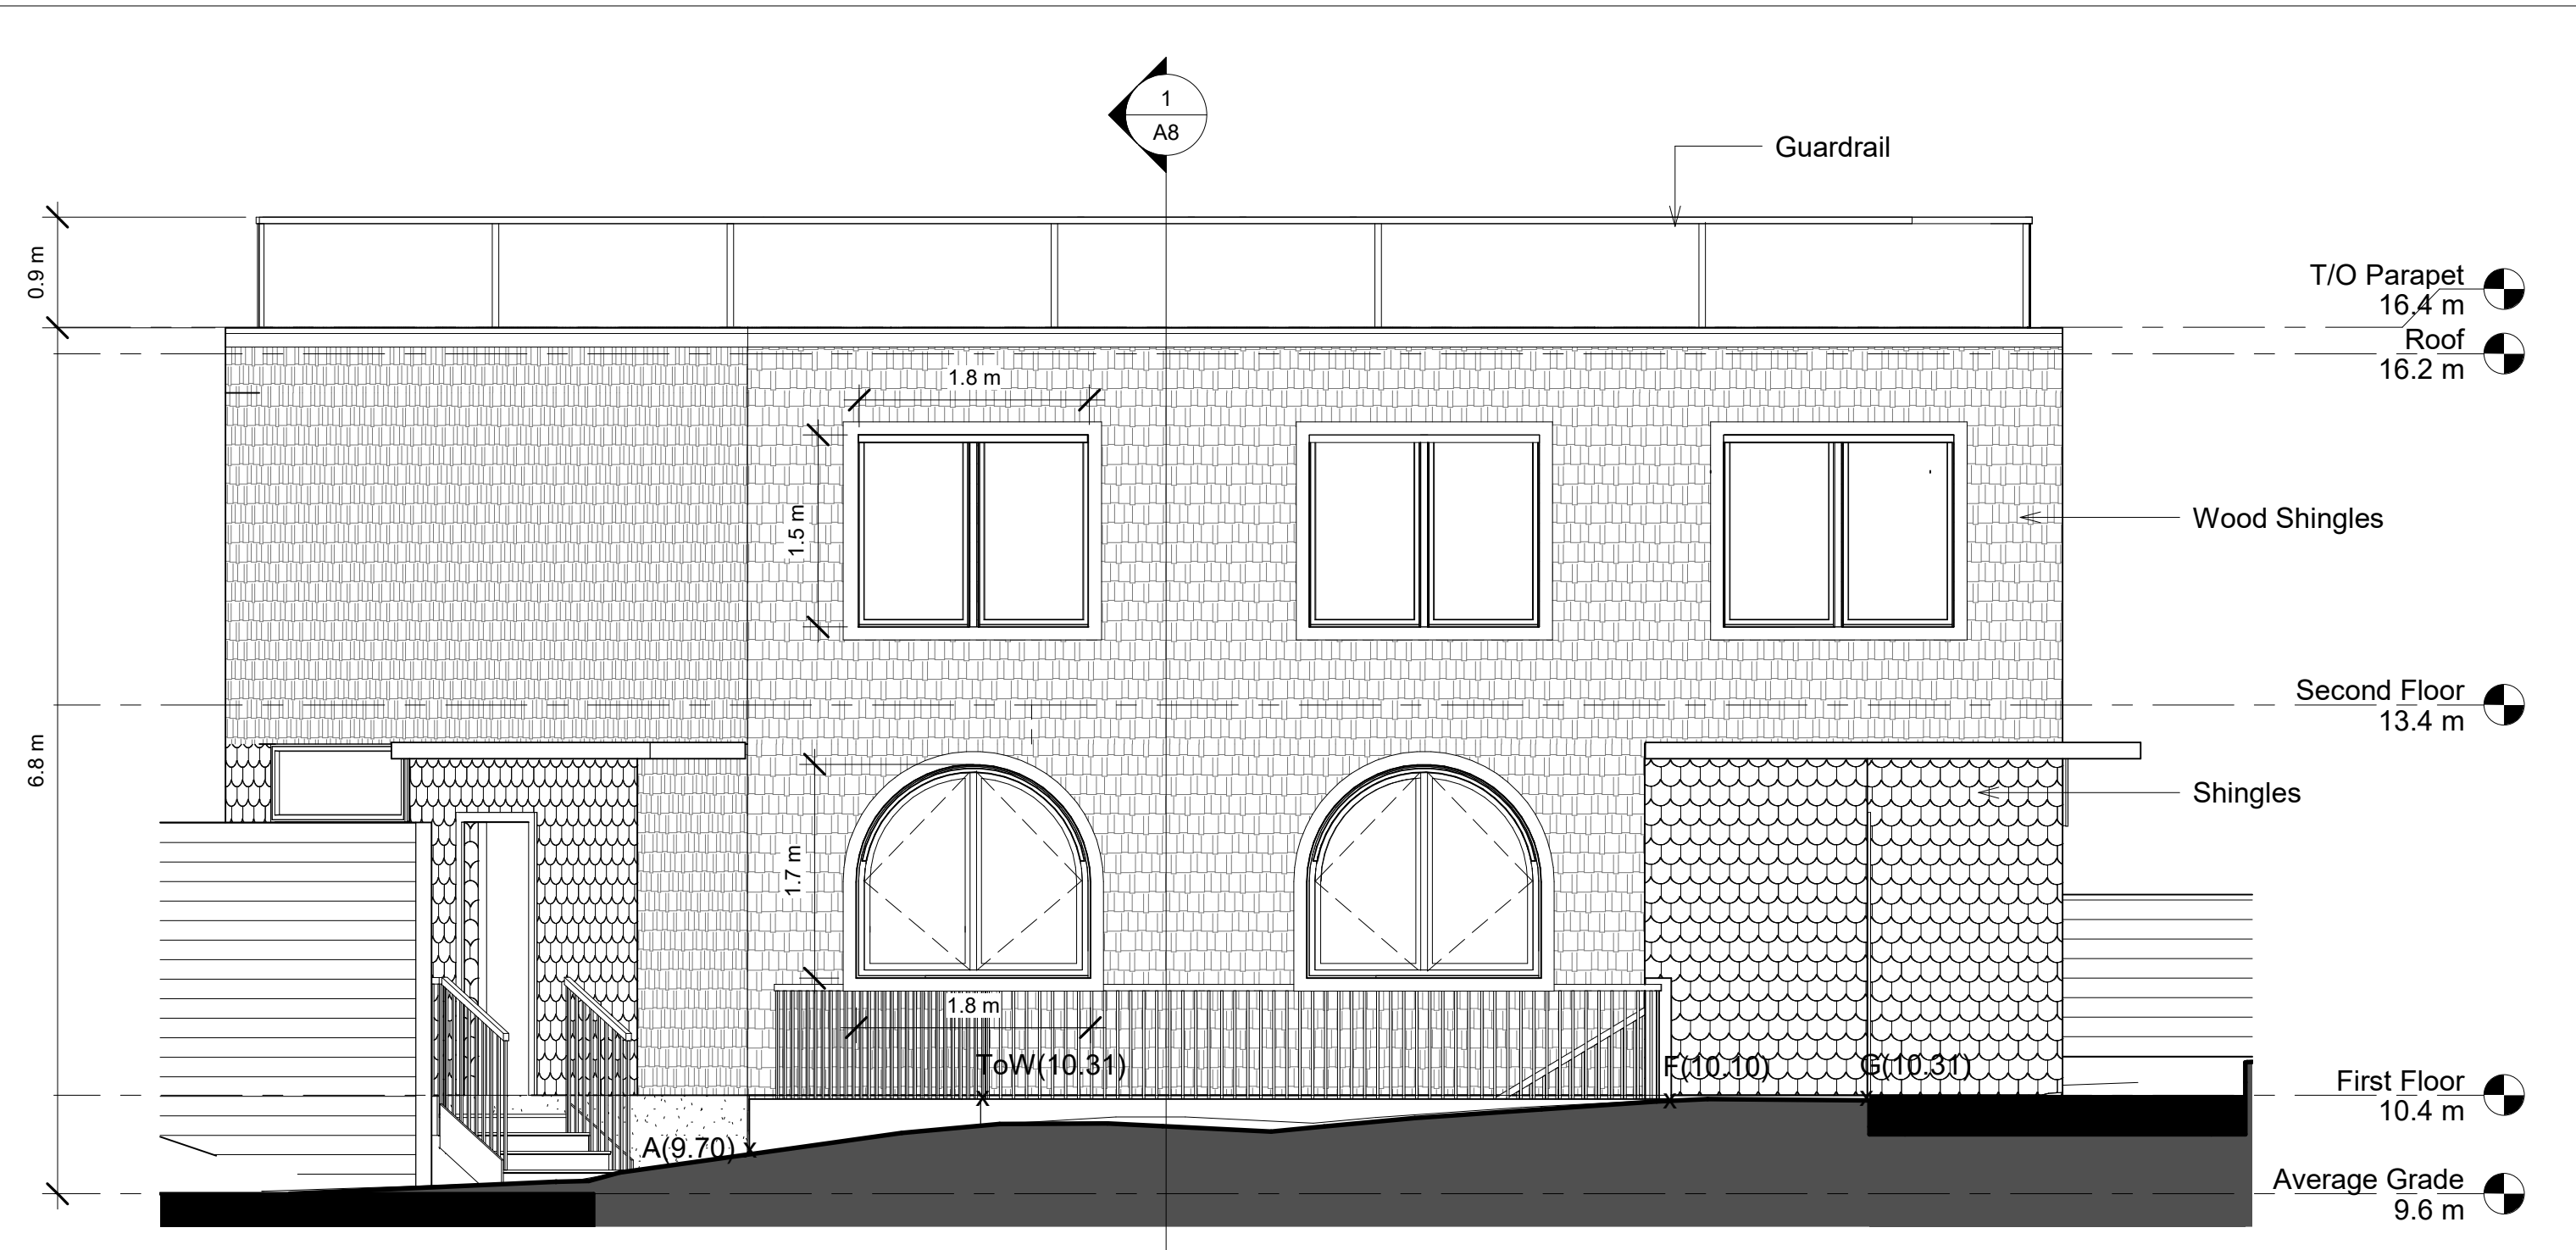 1
A8
Guardrail
0.9 m
T/O Parapet
16.4 m
Roof
16.2 m
1.8 m
1.5 m
Wood Shingles
Second Floor
13.4 m
6.8 m
Shingles
1.7 m
1.8 m
ToW(10.31)
F(10.10)
G(10.31)
First Floor
10.4 m
A(9.70)
Average Grade
9.6 m